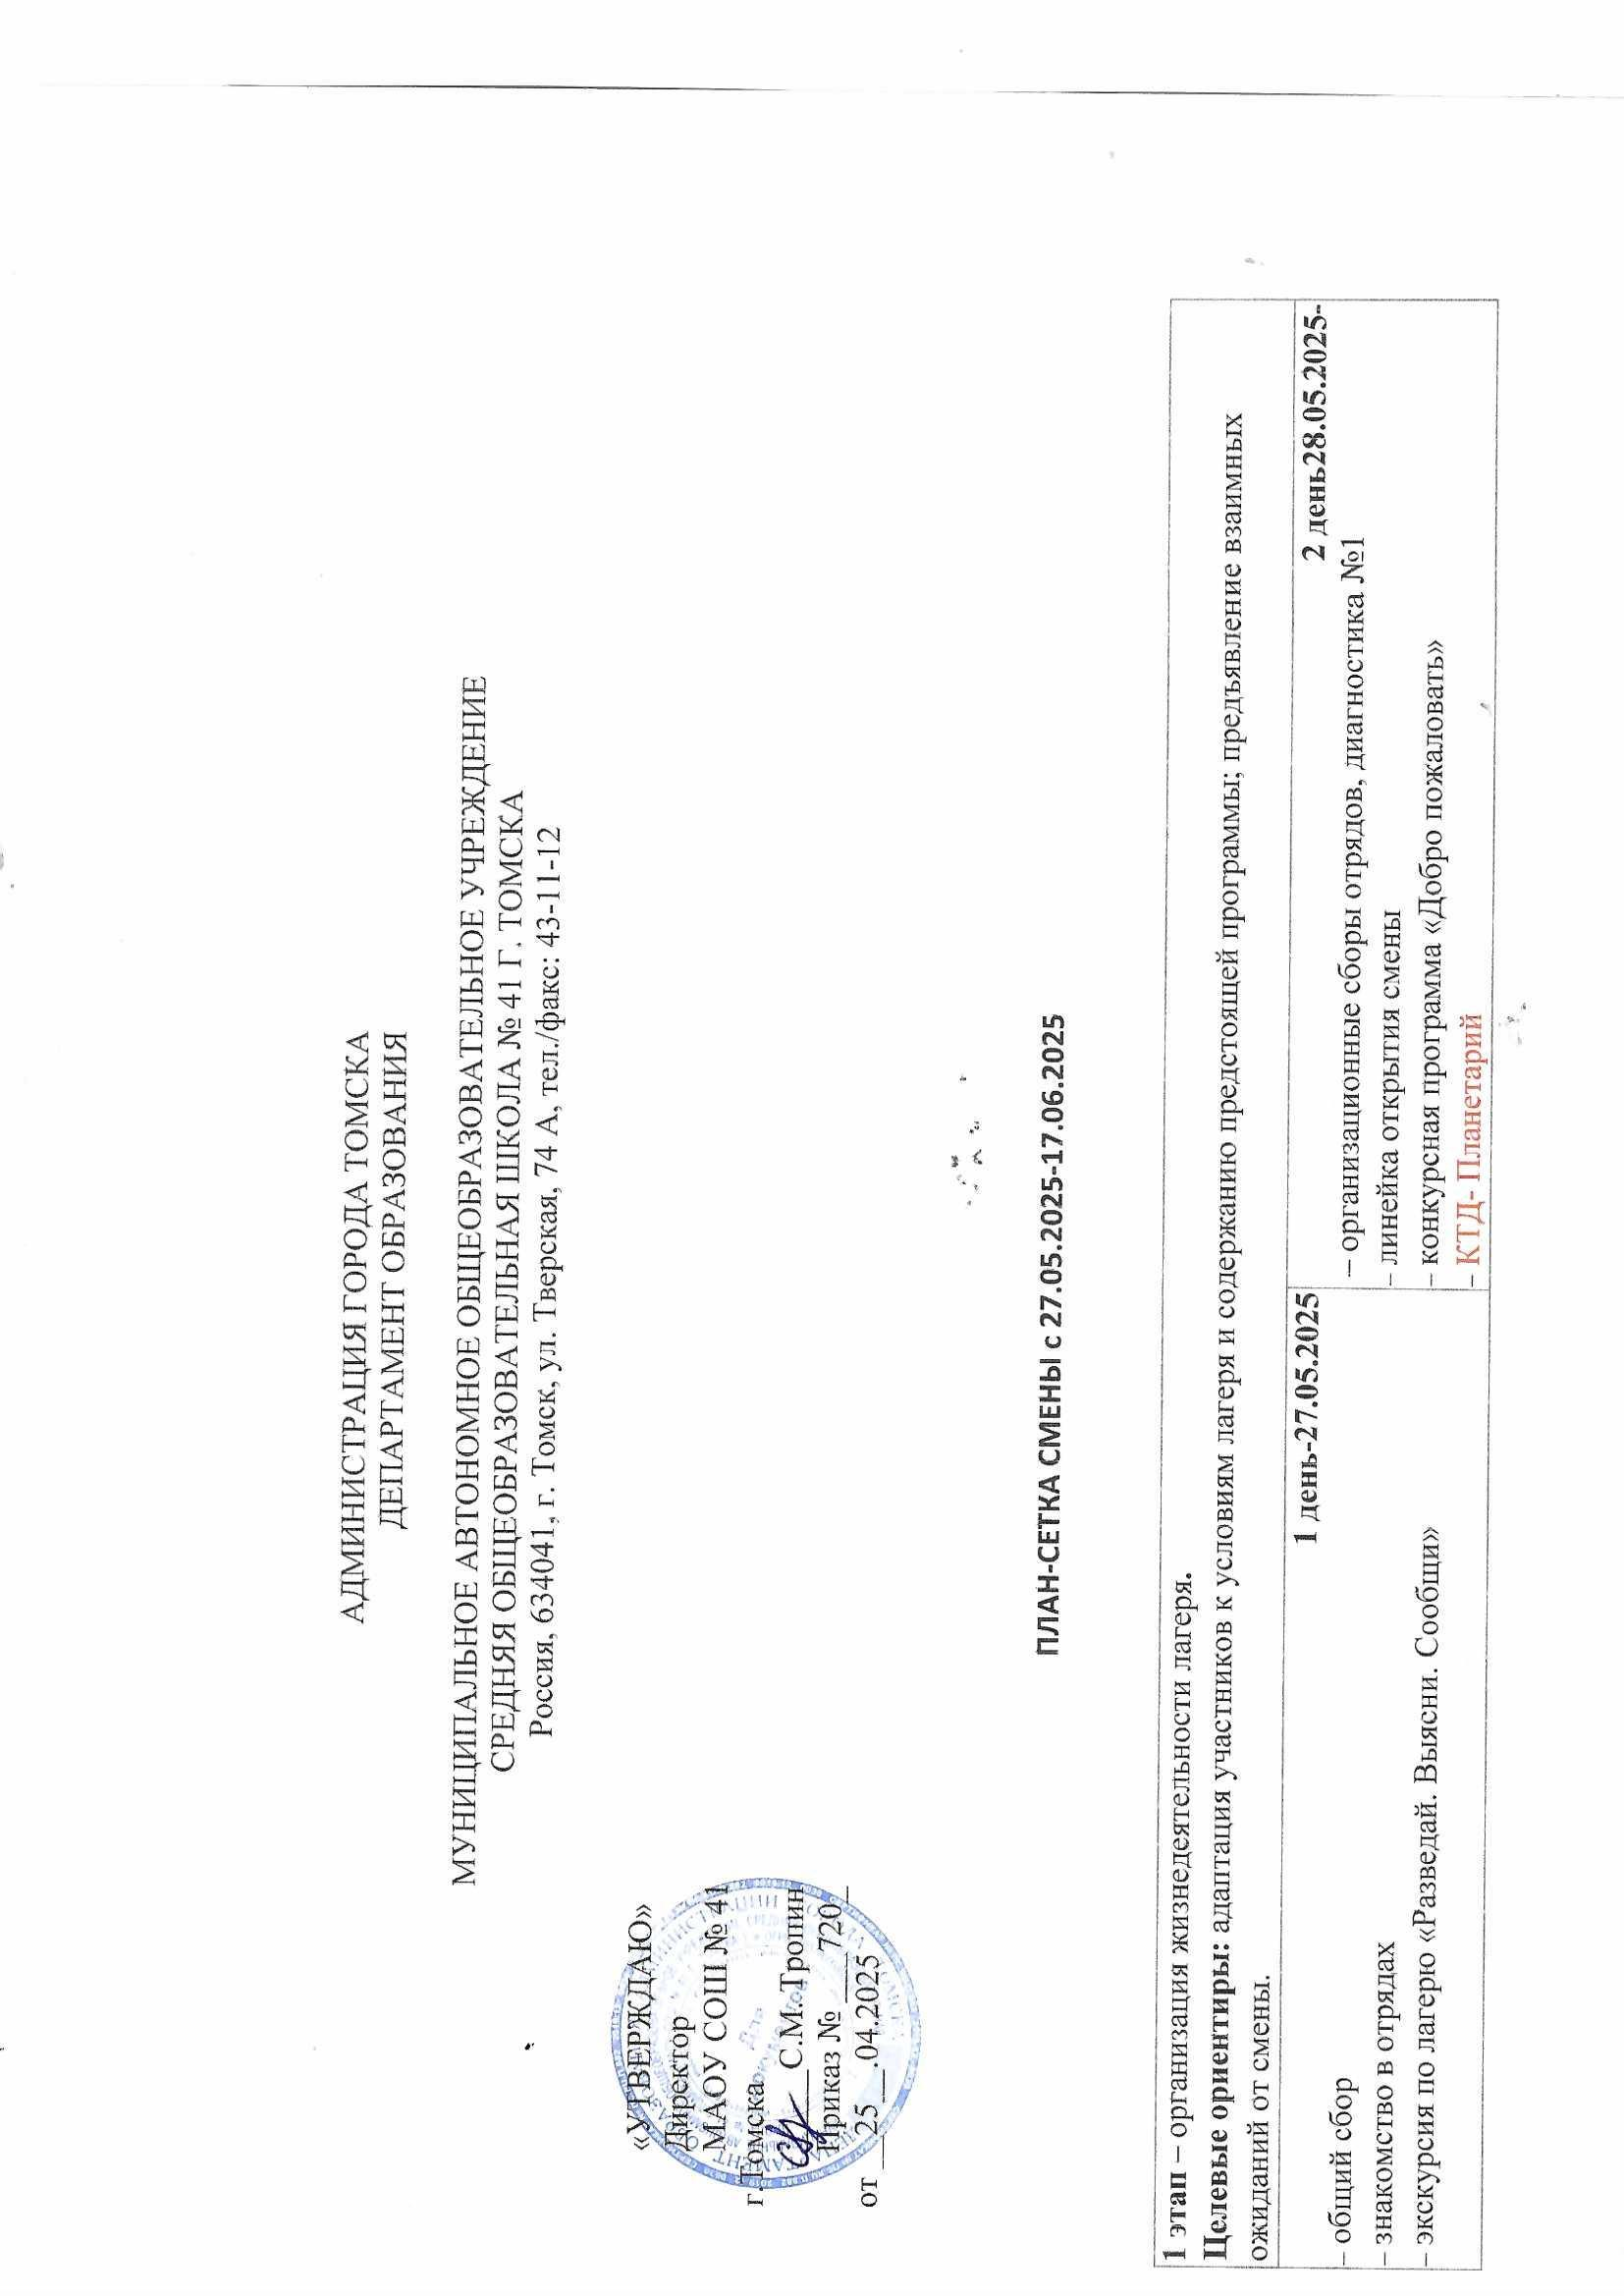 АДМИНИСТРАЦИЯ ГОРОДА ТОМСКА
ДЕПАРТАМЕНТ ОБРАЗОВАНИЯ
МУНИЦИПАЛЬНОЕ АВТОНОМНОЕ ОБЩЕОБРАЗОВАТЕЛЬНОЕ УЧРЕЖДЕНИЕ
СРЕДНЯЯ ОБЩЕОБРАЗОВАТЕЛЬНАЯ ШКОЛА № 41 Г. ТОМСКА
Россия, 634041, г. Томск, ул. Тверская, 74 А, тел./факс: 43-11-12
«УТВЕРЖДАЮ»
Директор
МАОУ СОШ № 41
г. Томска
С.М.Тропин
Приказ № 720
от 25 .04.2025
ПЛАН-СЕТКА СМЕНЫ с 27.05.2025-17.06.2025
1 этап – организация жизнедеятельности лагеря.
Целевые ориентиры: адаптация участников к условиям лагеря и содержанию предстоящей программы; предъявление взаимных
ожиданий от смены.
1 день-27.05.2025
– общий сбор
– знакомство в отрядах
– экскурсия по лагерю «Разведай. Выясни. Сообщи»
2 день28.05.2025-
– организационные сборы отрядов, диагностика №1
– линейка открытия смены
– конкурсная программа «Добро пожаловать»
– КТД- Планетарий